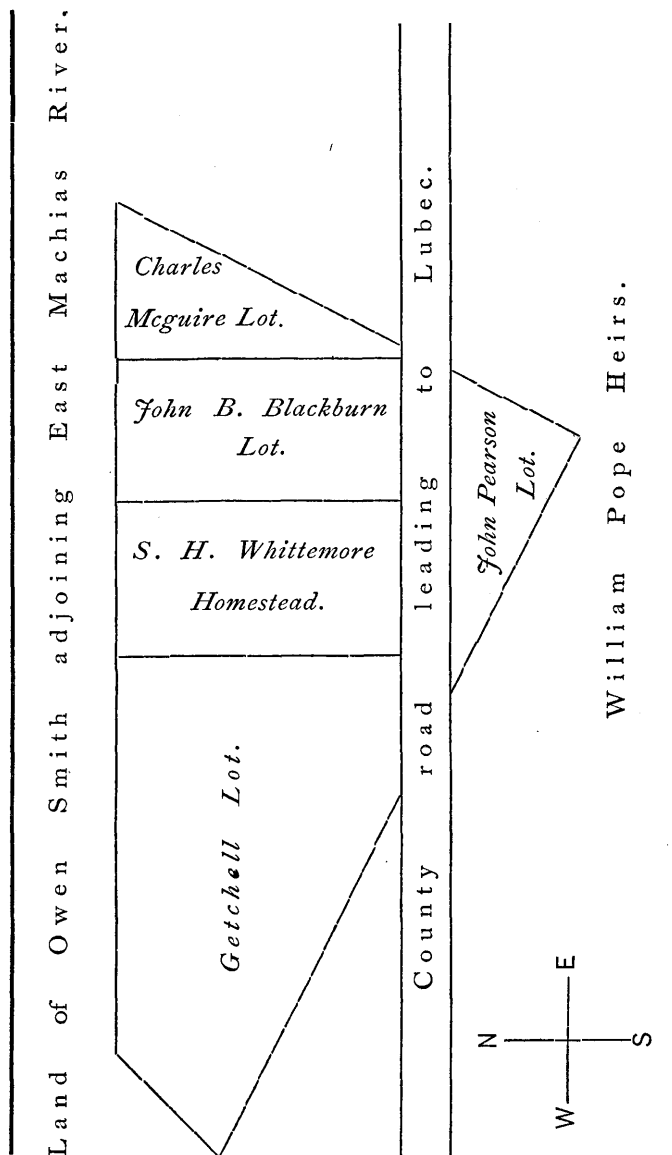 Land of Owen Smith adjoining East Machias River.
Charles
Mcguire Lot.
John B. Blackburn
Lot.
S. H. Whittemore
Homestead.
Getchell Lot.
County road leading to Lubec.
John Pearson
Lot.
William Pope Heirs.
N
E
S
W